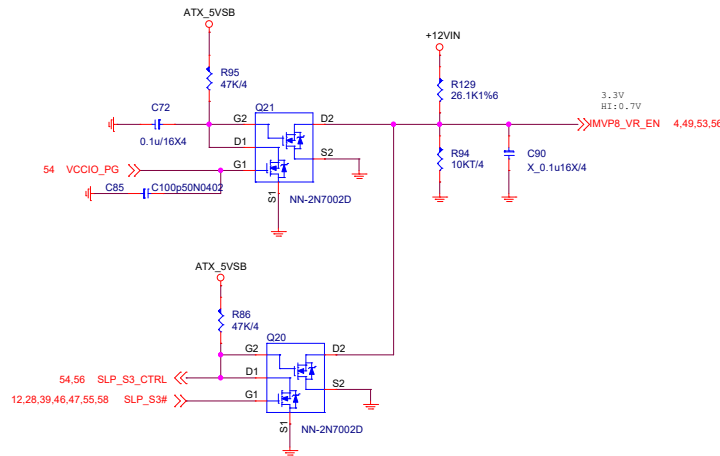 ATX_5VSB
+12VIN
R95
47K/4
R129
26.1K1%6
3.3V
HI:0.7V
C72
0.1u/16X4
Q21
G2
D2
D1
S2
G1
S1
NN-2N7002D
IMVP8_VR_EN 4,49,53,56
R94
10KT/4
C90
X_0.1u16X/4
54 VCCIO_PG
C85
C100p50N0402
ATX_5VSB
R86
47K/4
Q20
G2
D2
D1
S2
G1
S1
NN-2N7002D
54,56 SLP_S3_CTRL
12,28,39,46,47,55,58 SLP_S3#